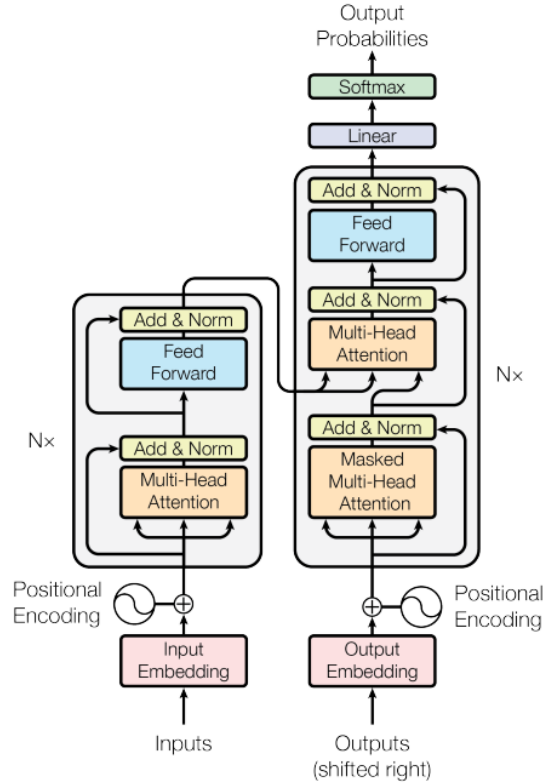 Output
Probabilities
Softmax
Linear
Add & Norm
Feed
Forward
Add & Norm
Multi-Head
Attention
Add & Norm
Masked
Multi-Head
Attention
N×
Add & Norm
Feed
Forward
Add & Norm
Multi-Head
Attention
N×
Positional
Encoding
Positional
Encoding
Input
Embedding
Output
Embedding
Inputs
Outputs
(shifted right)